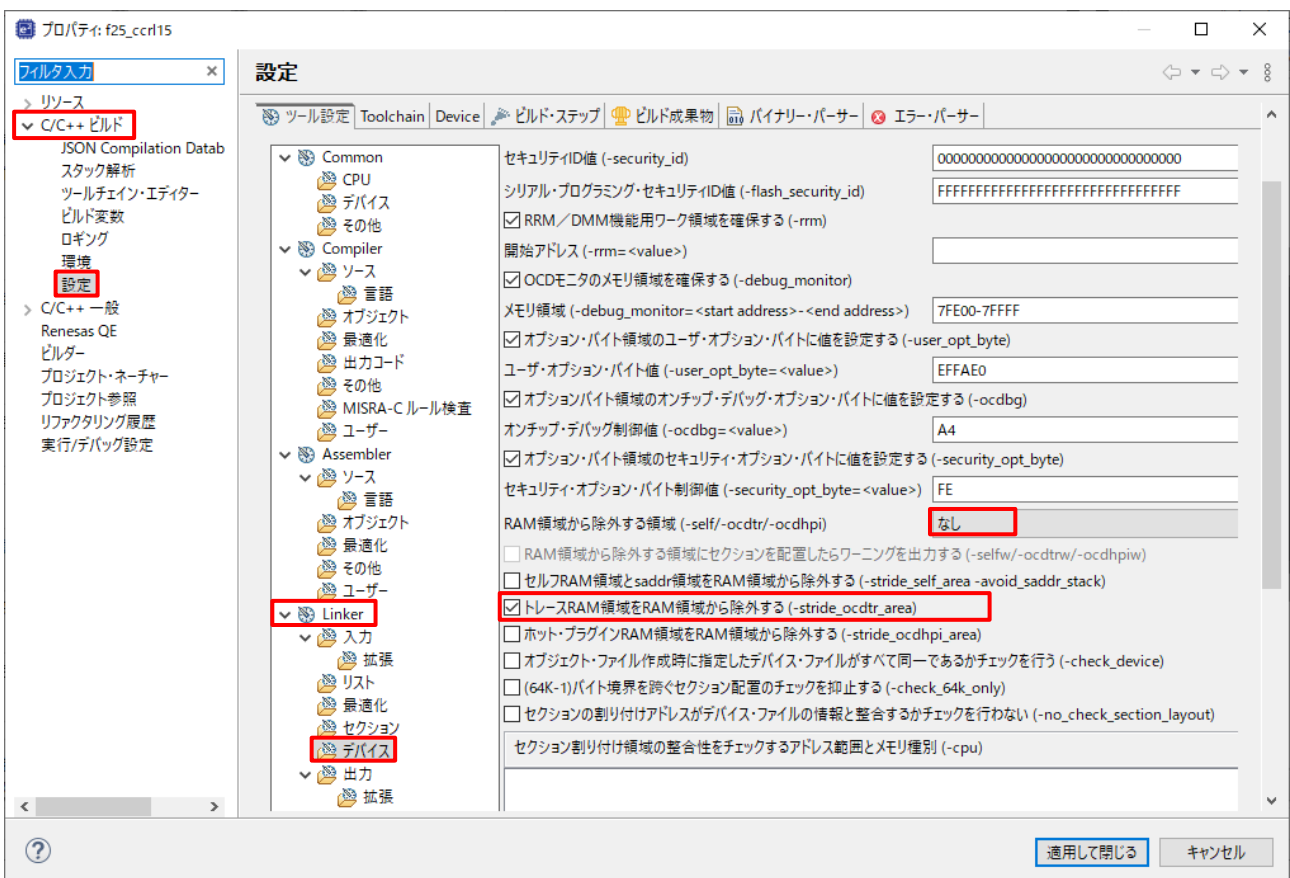 プロパティ: f25_ccrl15
フィルタ入力
リソース
C/C++ ビルド
JSON Compilation Datab
スタック解析
ツールチェイン・エディター
ビルド変数
ロギング
環境
設定
C/C++ 一般
Renesas QE
ビルダー
プロジェクト・ネーチャー
プロジェクト参照
リファクタリング履歴
実行/デバッグ設定
設定
ツール設定 Toolchain Device ビルド・ステップ ビルド成果物 バイナリー・パーサー エラー・パーサー
Common
CPU
デバイス
その他
Compiler
ソース
言語
オブジェクト
最適化
出力コード
その他
MISRA-C ルール検査
ユーザー
Assembler
ソース
言語
オブジェクト
最適化
その他
ユーザー
Linker
入力
拡張
リスト
最適化
セクション
デバイス
出力
拡張
セキュリティID値 (-security_id) 00000000000000000000000000000000
シリアル・プログラミング・セキュリティID値 (-flash_security_id) FFFFFFFFFFFFFFFFFFFFFFFFFFFFFFFF
RRM／DMM機能用ワーク領域を確保する (-rrm)
開始アドレス (-rrm=<value>)
OCDモニタのメモリ領域を確保する (-debug_monitor)
メモリ領域 (-debug_monitor=<start address>-<end address>) 7FE00-7FFFF
オプション・バイト領域のユーザ・オプション・バイトに値を設定する (-user_opt_byte)
ユーザ・オプション・バイト値 (-user_opt_byte=<value>) EFFAE0
オプションバイト領域のオンチップ・デバッグ・オプション・バイトに値を設定する (-ocdbg)
オンチップ・デバッグ制御値 (-ocdbg=<value>) A4
オプション・バイト領域のセキュリティ・オプション・バイトに値を設定する (-security_opt_byte)
セキュリティ・オプション・バイト制御値 (-security_opt_byte=<value>) FE
RAM領域から除外する領域 (-self/-ocdtr/-ocdhpi) なし
RAM領域から除外する領域にセクションを配置したらワーニングを出力する (-selfw/-ocdtrw/-ocdhpiw)
セルフRAM領域とsaddr領域をRAM領域から除外する (-stride_self_area -avoid_saddr_stack)
トレースRAM領域をRAM領域から除外する (-stride_ocdtr_area)
ホット・プラグインRAM領域をRAM領域から除外する (-stride_ocdhpi_area)
オブジェクト・ファイル作成時に指定したデバイス・ファイルがすべて同一であるかチェックを行う (-check_device)
(64K-1)バイト境界を跨ぐセクション配置のチェックを抑止する (-check_64k_only)
セクションの割り付けアドレスがデバイス・ファイルの情報と整合するかチェックを行わない (-no_check_section_layout)
セクション割り付け領域の整合性をチェックするアドレス範囲とメモリ種別 (-cpu)
適用して閉じる キャンセル